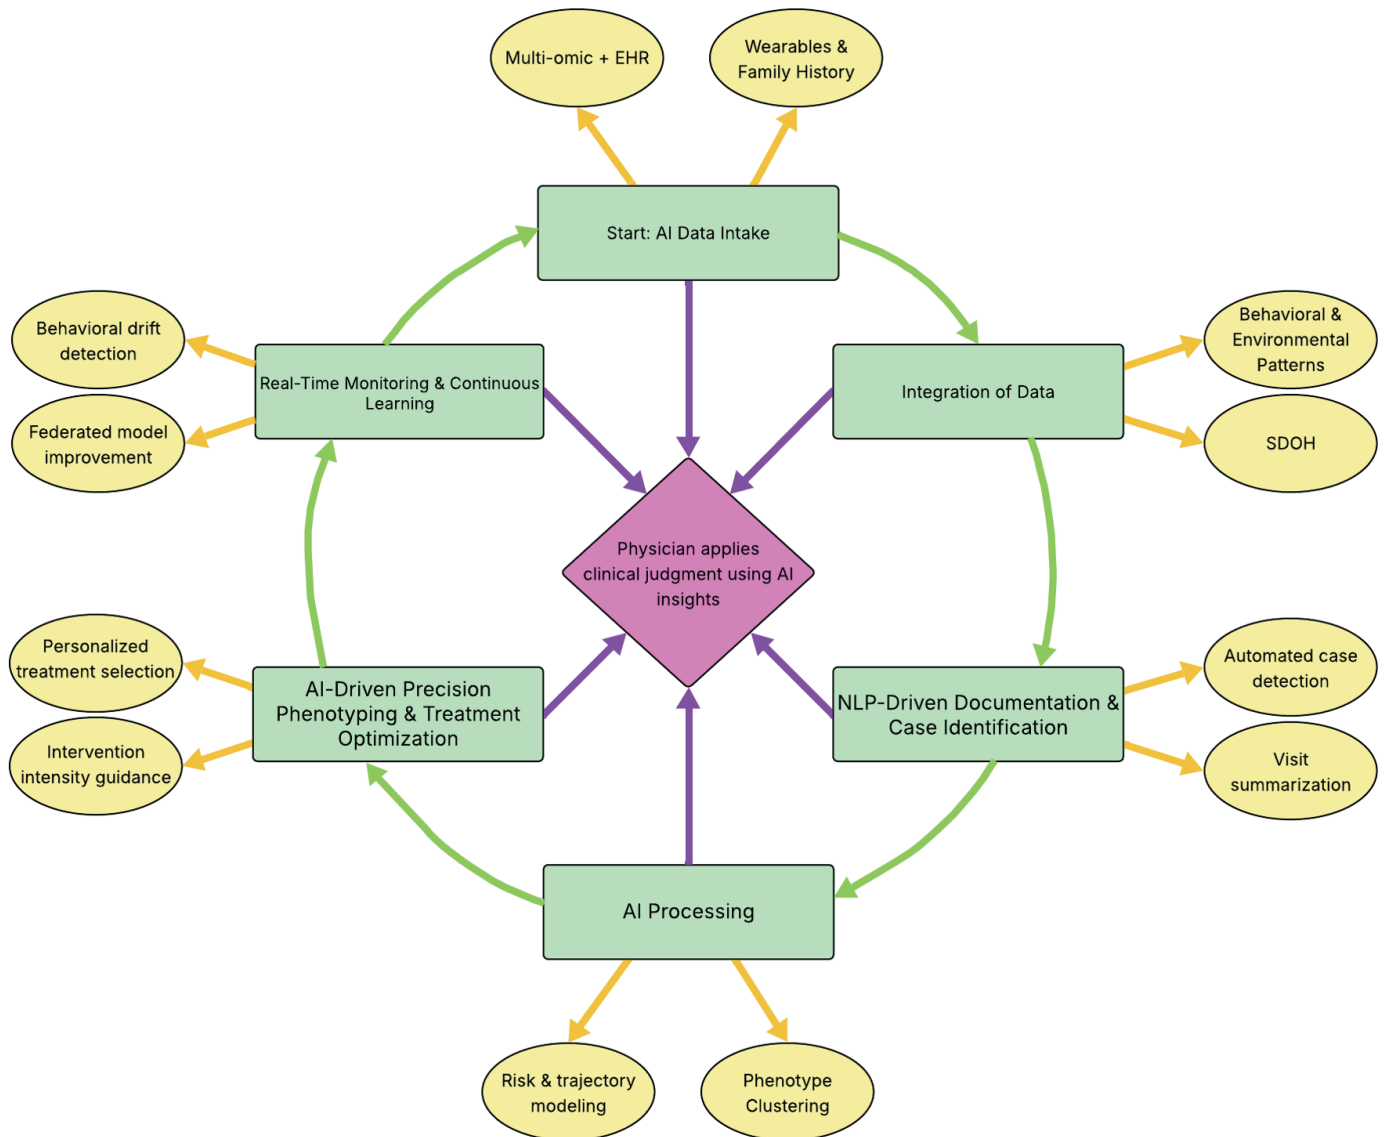 Multi-omic + EHR
Wearables &
Family History
Start: AI Data Intake
Behavioral drift
detection
Federated model
improvement
Real-Time Monitoring & Continuous
Learning
Integration of Data
Behavioral &
Environmental
Patterns
SDOH
Physician applies
clinical judgment using AI
insights
Personalized
treatment selection
Intervention
intensity guidance
AI-Driven Precision
Phenotyping & Treatment
Optimization
NLP-Driven Documentation &
Case Identification
Automated case
detection
Visit
summarization
AI Processing
Risk & trajectory
modeling
Phenotype
Clustering